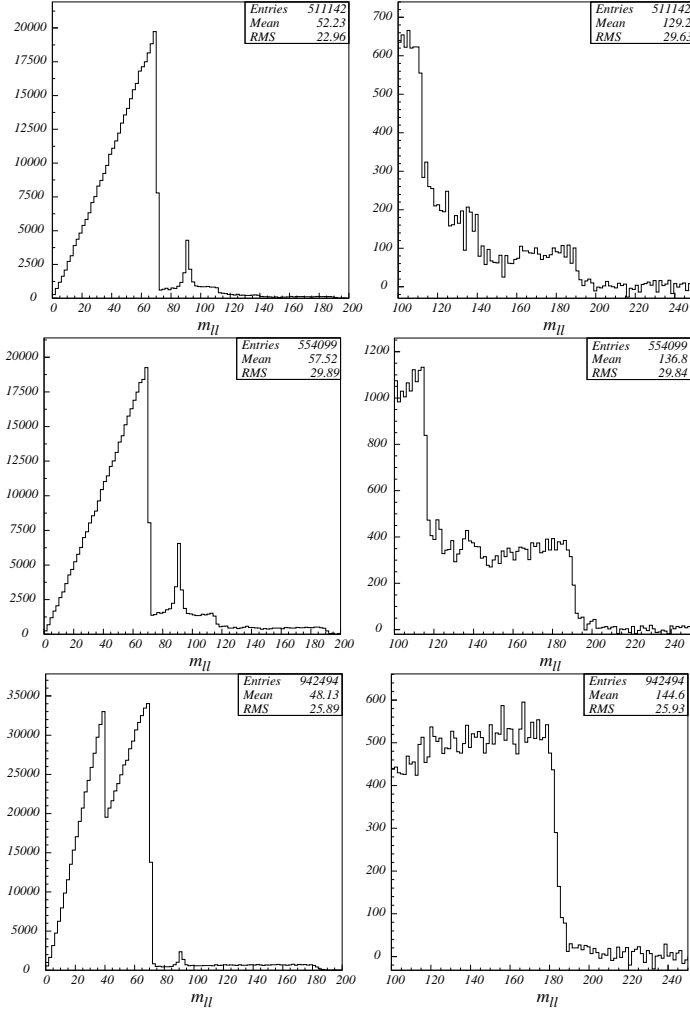 Entries 511142
Mean 52.23
RMS 22.96
20000
17500
15000
12500
10000
7500
5000
2500
0
0 20 40 60 80 100 120 140 160 180 200
m_ll
Entries 511142
Mean 129.2
RMS 29.63
700
600
500
400
300
200
100
0
100 120 140 160 180 200 220 240
m_ll
Entries 554099
Mean 57.52
RMS 29.89
20000
17500
15000
12500
10000
7500
5000
2500
0
0 20 40 60 80 100 120 140 160 180 200
m_ll
Entries 554099
Mean 136.8
RMS 29.84
1200
1000
800
600
400
200
0
100 120 140 160 180 200 220 240
m_ll
Entries 942494
Mean 48.13
RMS 25.89
35000
30000
25000
20000
15000
10000
5000
0
0 20 40 60 80 100 120 140 160 180 200
m_ll
Entries 942494
Mean 144.6
RMS 25.93
600
500
400
300
200
100
0
100 120 140 160 180 200 220 240
m_ll